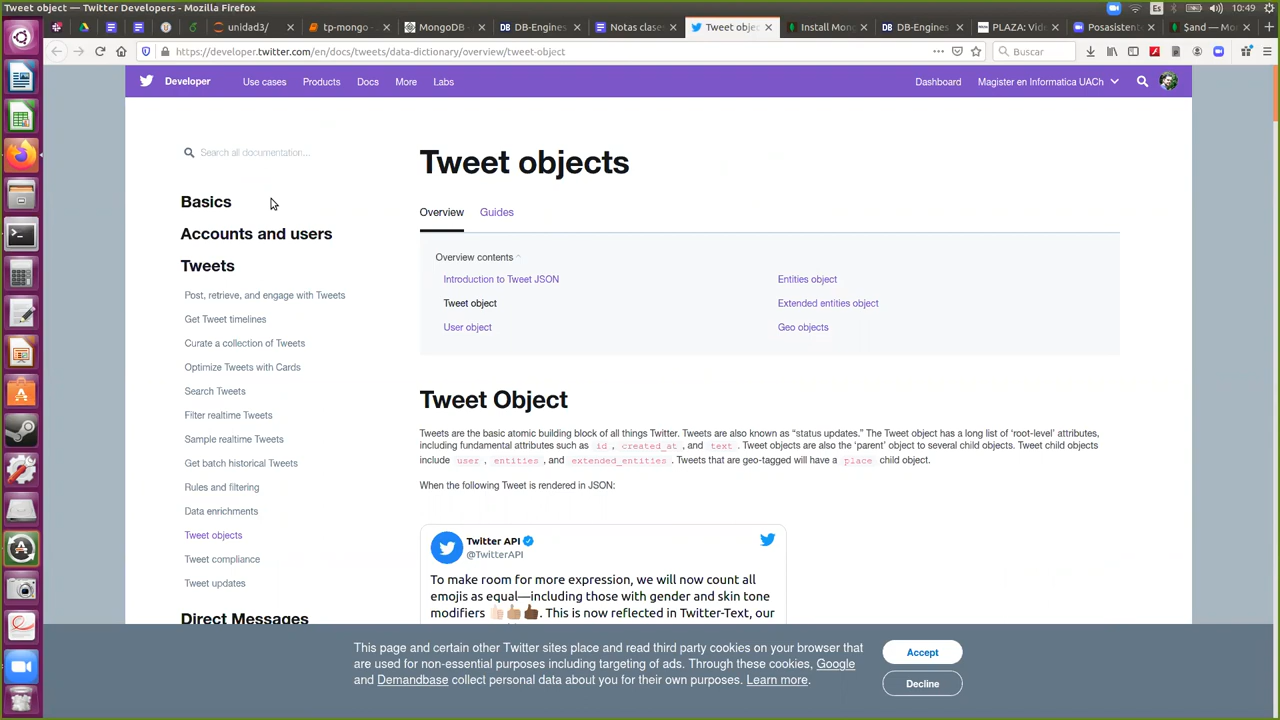 Tweet object — Twitter Developers - Mozilla Firefox
Es
10:49
unidad3/
tp-mongo -
MongoDB -
DB-Engines
Notas clases
Tweet object
Install Mong
DB-Engines
PLAZA: Vid
Posasistente
$and — Mon
https://developer.twitter.com/en/docs/tweets/data-dictionary/overview/tweet-object
Buscar
Developer
Use cases
Products
Docs
More
Labs
Dashboard
Magister en Informatica UACh
Search all documentation...
Basics
Accounts and users
Tweets
Post, retrieve, and engage with Tweets
Get Tweet timelines
Curate a collection of Tweets
Optimize Tweets with Cards
Search Tweets
Filter realtime Tweets
Sample realtime Tweets
Get batch historical Tweets
Rules and filtering
Data enrichments
Tweet objects
Tweet compliance
Tweet updates
Direct Messages
Tweet objects
Overview
Guides
Overview contents
Introduction to Tweet JSON
Entities object
Tweet object
Extended entities object
User object
Geo objects
Tweet Object
Tweets are the basic atomic building block of all things Twitter. Tweets are also known as “status updates.” The Tweet object has a long list of ‘root-level’ attributes,
including fundamental attributes such as id, created_at, and text. Tweet objects are also the ‘parent’ object to several child objects. Tweet child objects
include user, entities, and extended_entities. Tweets that are geo-tagged will have a place child object.
When the following Tweet is rendered in JSON:
Twitter API
@TwitterAPI
To make room for more expression, we will now count all
emojis as equal—including those with gender and skin tone
modifiers 👍🏻👍🏽👍🏿. This is now reflected in Twitter-Text, our
This page and certain other Twitter sites place and read third party cookies on your browser that
are used for non-essential purposes including targeting of ads. Through these cookies, Google
and Demandbase collect personal data about you for their own purposes. Learn more.
Accept
Decline